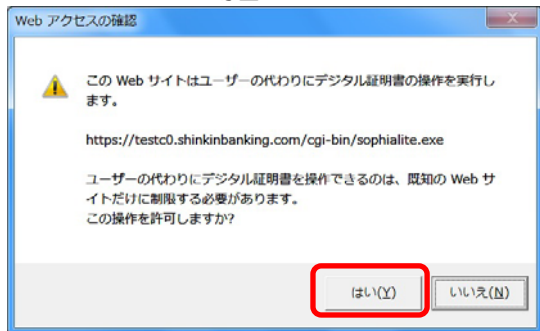 Web アクセスの確認
この Web サイトはユーザーの代わりにデジタル証明書の操作を実行し
ます。
https://testc0.shinkinbanking.com/cgi-bin/sophialite.exe
ユーザーの代わりにデジタル証明書を操作できるのは、既知の Web サ
イトだけに制限する必要があります。
この操作を許可しますか?
はい(Y) いいえ(N)